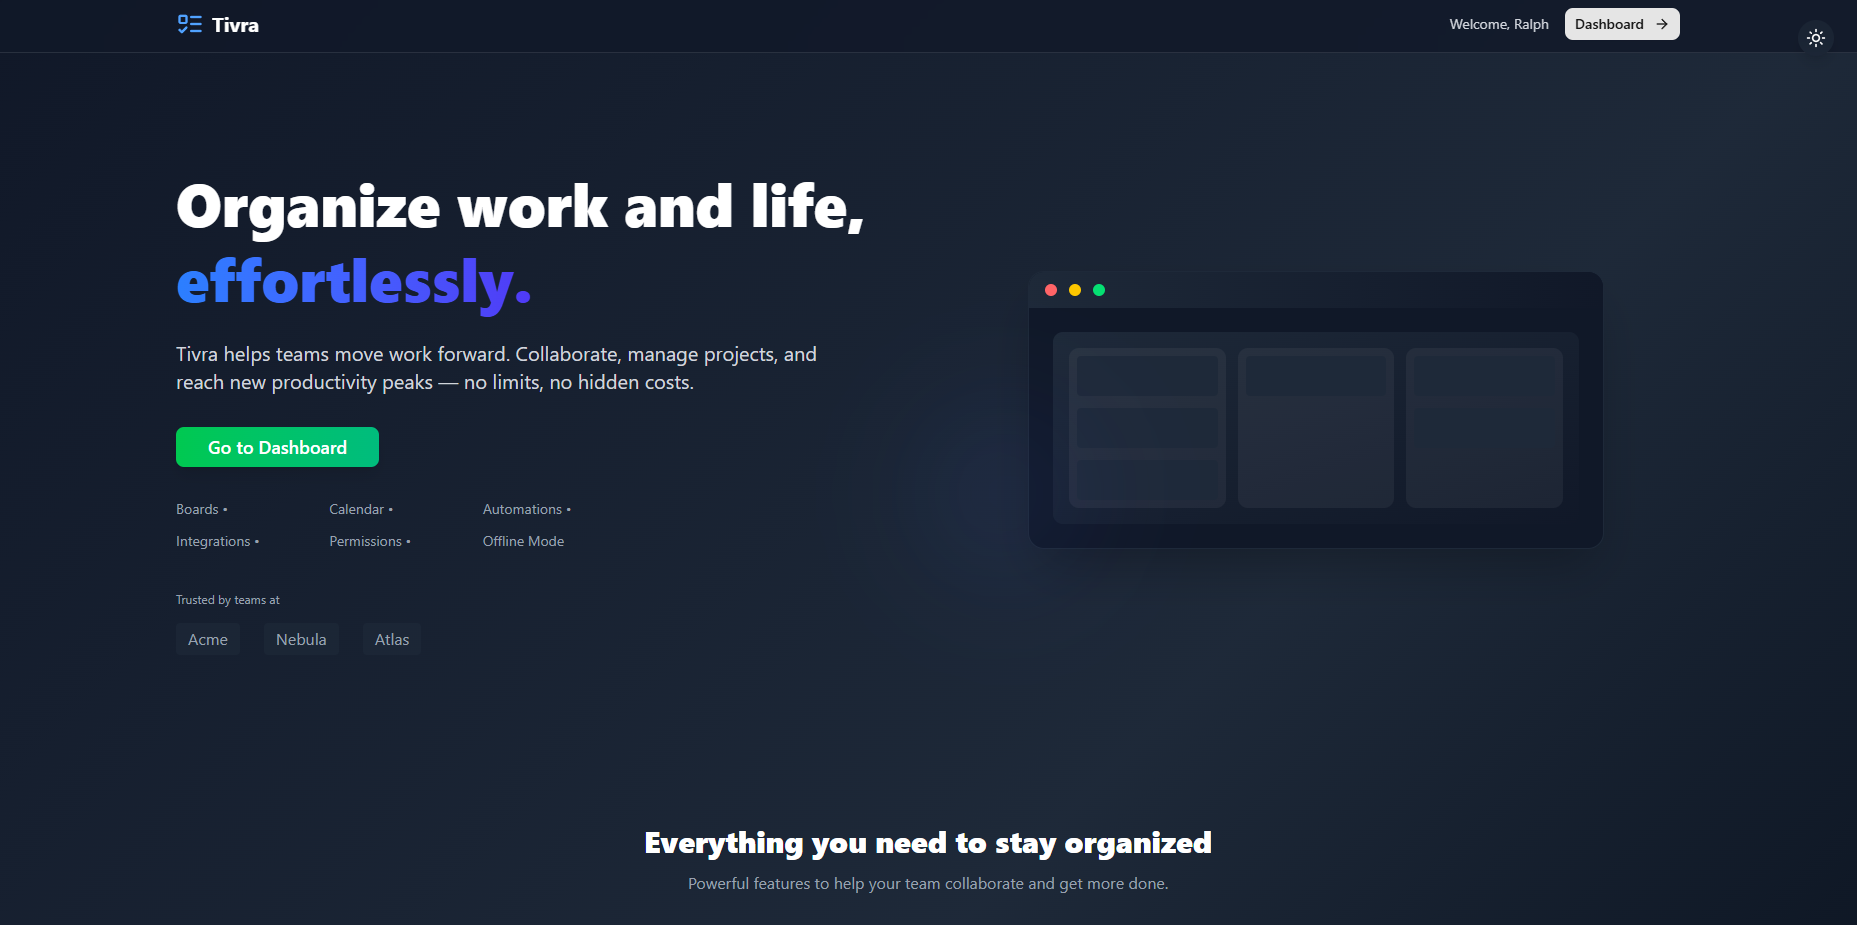 Tivra
Welcome, Ralph
Dashboard
Organize work and life,
effortlessly.
Tivra helps teams move work forward. Collaborate, manage projects, and
reach new productivity peaks — no limits, no hidden costs.
Go to Dashboard
Boards • Calendar • Automations •
Integrations • Permissions • Offline Mode
Trusted by teams at
Acme Nebula Atlas
Everything you need to stay organized
Powerful features to help your team collaborate and get more done.